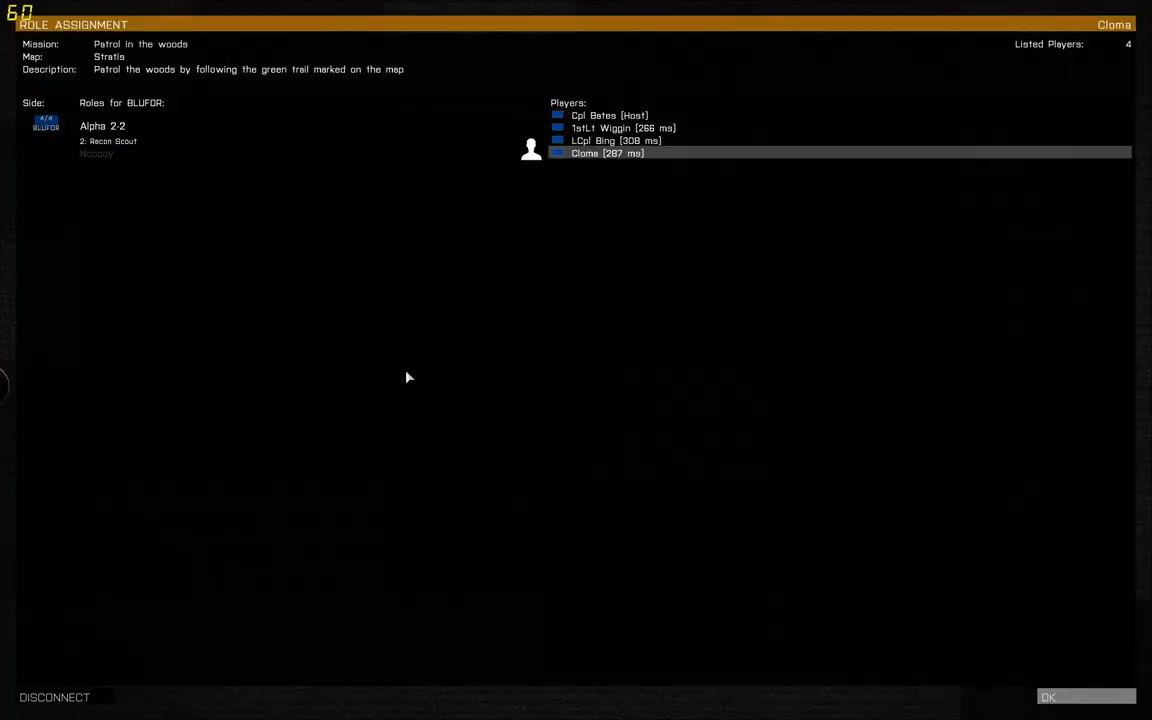 60
ROLE ASSIGNMENT Cloma
Mission: Patrol in the woods Listed Players: 4
Map: Stratis
Description: Patrol the woods by following the green trail marked on the map
Side: Roles for BLUFOR: Players:
4/4 Cpl Bates (Host)
BLUFOR Alpha 2-2 1stLt Wiggin (266 ms)
2: Recon Scout LCpl Bing (308 ms)
Nobody Cloma (287 ms)
DISCONNECT OK